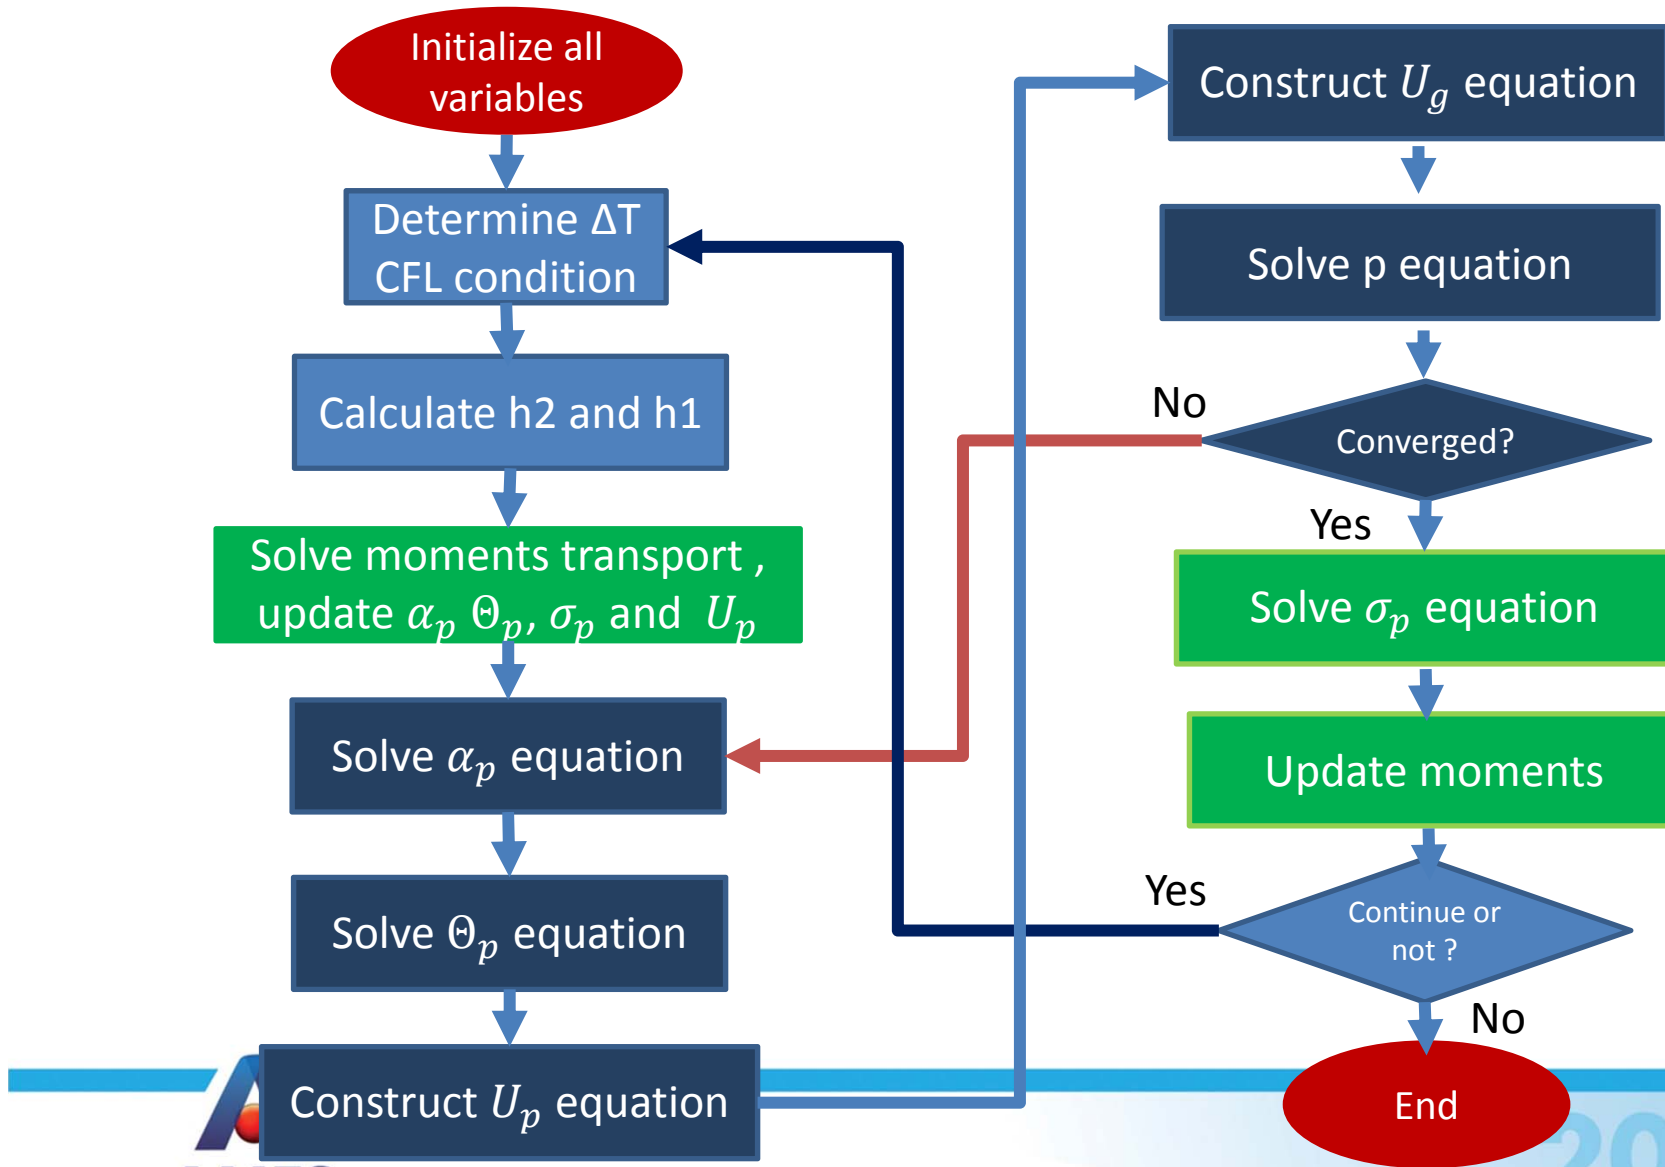 Initialize all
variables
Determine ΔT
CFL condition
Calculate h2 and h1
Solve moments transport ,
update αₚ Θₚ, σₚ and Uₚ
Solve αₚ equation
Solve Θₚ equation
Construct Uₚ equation
Construct U_g equation
Solve p equation
No
Converged?
Yes
Solve σₚ equation
Update moments
Yes
Continue or
not ?
No
End
20